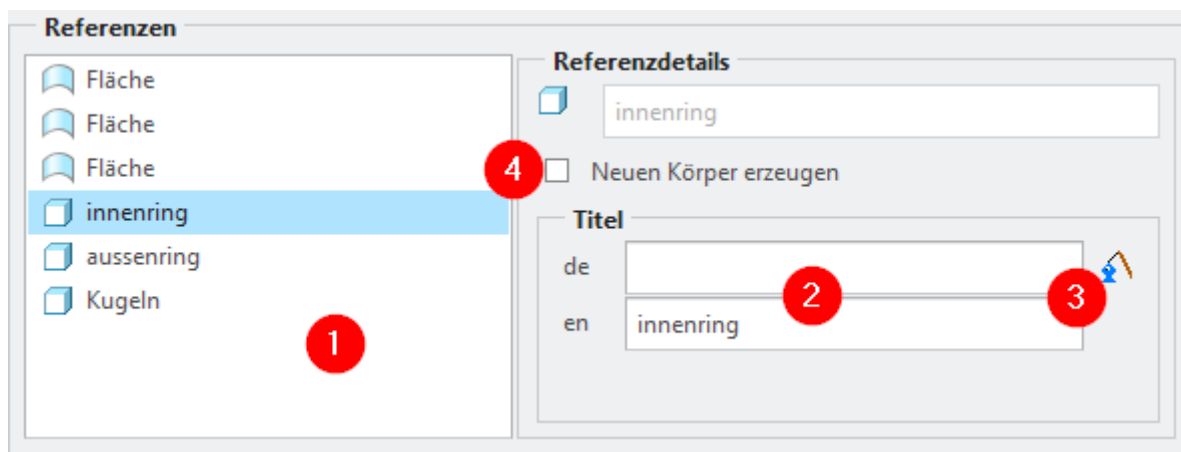 Referenzen
Fläche
Fläche
Fläche
innenring
aussenring
Kugeln
1
Referenzdetails
innenring
4 Neuen Körper erzeugen
Titel
de
2
3
en innenring